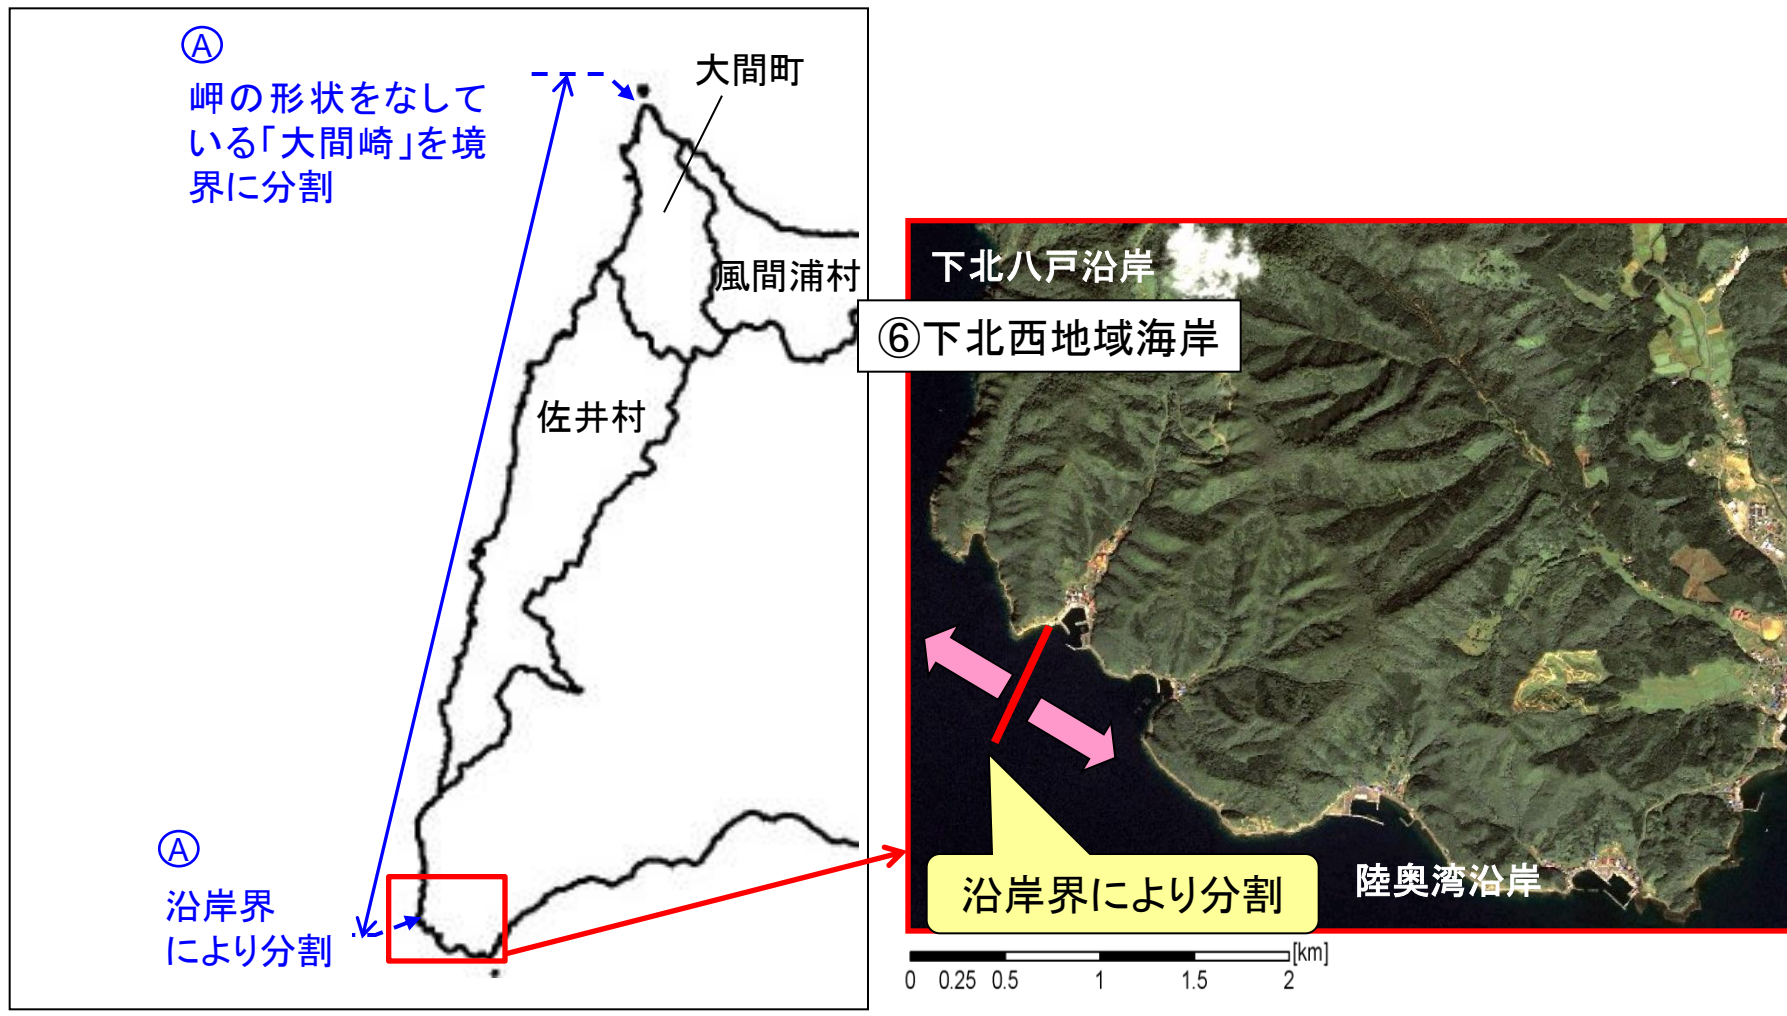 Ⓐ
岬の形状をなして
いる「大間崎」を境
界に分割
大間町
風間浦村
佐井村
Ⓐ
沿岸界
により分割
下北八戸沿岸
⑥下北西地域海岸
沿岸界により分割
陸奥湾沿岸
[km]
0 0.25 0.5 1 1.5 2